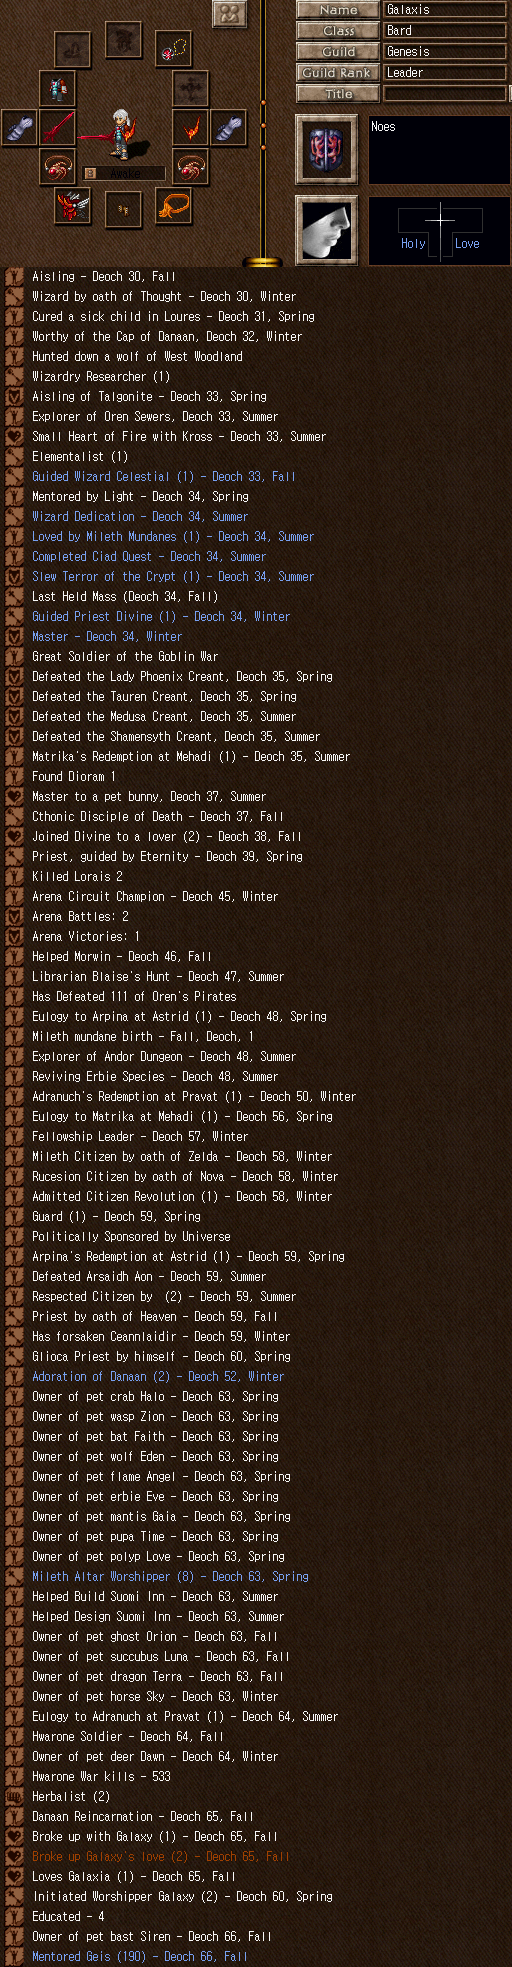 Name Galaxis
Class Bard
Guild Genesis
Guild Rank Leader
Title
Noes
Awake
Holy Love
Aisling - Deoch 30, Fall
Wizard by oath of Thought - Deoch 30, Winter
Cured a sick child in Loures - Deoch 31, Spring
Worthy of the Cap of Danaan, Deoch 32, Winter
Hunted down a wolf of West Woodland
Wizardry Researcher (1)
Aisling of Talgonite - Deoch 33, Spring
Explorer of Oren Sewers, Deoch 33, Summer
Small Heart of Fire with Kross - Deoch 33, Summer
Elementalist (1)
Guided Wizard Celestial (1) - Deoch 33, Fall
Mentored by Light - Deoch 34, Spring
Wizard Dedication - Deoch 34, Summer
Loved by Mileth Mundanes (1) - Deoch 34, Summer
Completed Ciad Quest - Deoch 34, Summer
Slew Terror of the Crypt (1) - Deoch 34, Summer
Last Held Mass (Deoch 34, Fall)
Guided Priest Divine (1) - Deoch 34, Winter
Master - Deoch 34, Winter
Great Soldier of the Goblin War
Defeated the Lady Phoenix Creant, Deoch 35, Spring
Defeated the Tauren Creant, Deoch 35, Spring
Defeated the Medusa Creant, Deoch 35, Summer
Defeated the Shamensyth Creant, Deoch 35, Summer
Matrika's Redemption at Mehadi (1) - Deoch 35, Summer
Found Dioram 1
Master to a pet bunny, Deoch 37, Summer
Cthonic Disciple of Death - Deoch 37, Fall
Joined Divine to a lover (2) - Deoch 38, Fall
Priest, guided by Eternity - Deoch 39, Spring
Killed Lorais 2
Arena Circuit Champion - Deoch 45, Winter
Arena Battles: 2
Arena Victories: 1
Helped Morwin - Deoch 46, Fall
Librarian Blaise's Hunt - Deoch 47, Summer
Has Defeated 111 of Oren's Pirates
Eulogy to Arpina at Astrid (1) - Deoch 48, Spring
Mileth mundane birth - Fall, Deoch, 1
Explorer of Andor Dungeon - Deoch 48, Summer
Reviving Erbie Species - Deoch 48, Summer
Adranuch's Redemption at Pravat (1) - Deoch 50, Winter
Eulogy to Matrika at Mehadi (1) - Deoch 56, Spring
Fellowship Leader - Deoch 57, Winter
Mileth Citizen by oath of Zelda - Deoch 58, Winter
Rucesion Citizen by oath of Nova - Deoch 58, Winter
Admitted Citizen Revolution (1) - Deoch 58, Winter
Guard (1) - Deoch 59, Spring
Politically Sponsored by Universe
Arpina's Redemption at Astrid (1) - Deoch 59, Spring
Defeated Arsaidh Aon - Deoch 59, Summer
Respected Citizen by  (2) - Deoch 59, Summer
Priest by oath of Heaven - Deoch 59, Fall
Has forsaken Ceannlaidir - Deoch 59, Winter
Glioca Priest by himself - Deoch 60, Spring
Adoration of Danaan (2) - Deoch 52, Winter
Owner of pet crab Halo - Deoch 63, Spring
Owner of pet wasp Zion - Deoch 63, Spring
Owner of pet bat Faith - Deoch 63, Spring
Owner of pet wolf Eden - Deoch 63, Spring
Owner of pet flame Angel - Deoch 63, Spring
Owner of pet erbie Eve - Deoch 63, Spring
Owner of pet mantis Gaia - Deoch 63, Spring
Owner of pet pupa Time - Deoch 63, Spring
Owner of pet polyp Love - Deoch 63, Spring
Mileth Altar Worshipper (8) - Deoch 63, Spring
Helped Build Suomi Inn - Deoch 63, Summer
Helped Design Suomi Inn - Deoch 63, Summer
Owner of pet ghost Orion - Deoch 63, Fall
Owner of pet succubus Luna - Deoch 63, Fall
Owner of pet dragon Terra - Deoch 63, Fall
Owner of pet horse Sky - Deoch 63, Winter
Eulogy to Adranuch at Pravat (1) - Deoch 64, Summer
Hwarone Soldier - Deoch 64, Fall
Owner of pet deer Dawn - Deoch 64, Winter
Hwarone War kills - 533
Herbalist (2)
Danaan Reincarnation - Deoch 65, Fall
Broke up with Galaxy (1) - Deoch 65, Fall
Broke up Galaxy's love (2) - Deoch 65, Fall
Loves Galaxia (1) - Deoch 65, Fall
Initiated Worshipper Galaxy (2) - Deoch 60, Spring
Educated - 4
Owner of pet bast Siren - Deoch 66, Fall
Mentored Geis (190) - Deoch 66, Fall